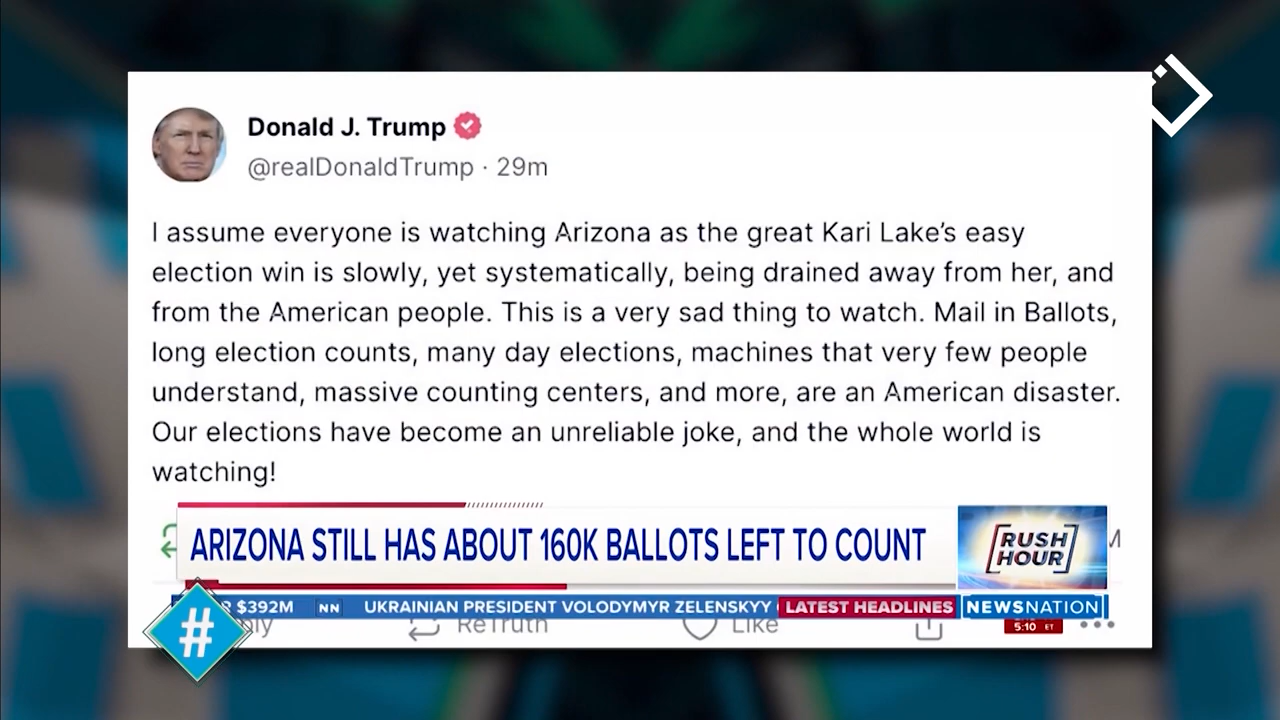 Donald J. Trump
@realDonaldTrump · 29m
I assume everyone is watching Arizona as the great Kari Lake’s easy
election win is slowly, yet systematically, being drained away from her, and
from the American people. This is a very sad thing to watch. Mail in Ballots,
long election counts, many day elections, machines that very few people
understand, massive counting centers, and more, are an American disaster.
Our elections have become an unreliable joke, and the whole world is
watching!
ARIZONA STILL HAS ABOUT 160K BALLOTS LEFT TO COUNT
RUSH
HOUR
$392M NN UKRAINIAN PRESIDENT VOLODYMYR ZELENSKYY LATEST HEADLINES NEWSNATION
# ReTruth Like 5:10 ET